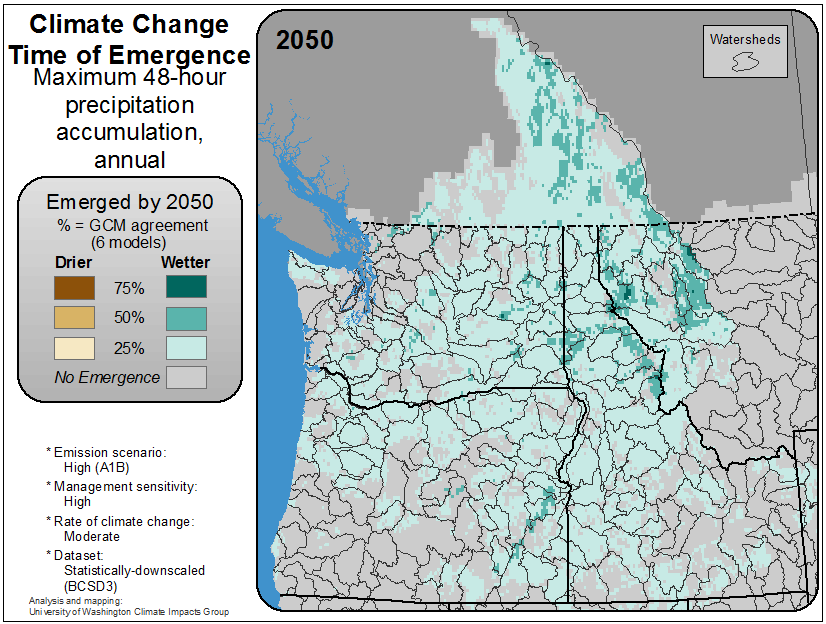 Climate Change
Time of Emergence
Maximum 48-hour
precipitation
accumulation,
annual
Emerged by 2050
% = GCM agreement
(6 models)
Drier Wetter
75%
50%
25%
No Emergence
* Emission scenario:
High (A1B)
* Management sensitivity:
High
* Rate of climate change:
Moderate
* Dataset:
Statistically-downscaled
(BCSD3)
Analysis and mapping:
University of Washington Climate Impacts Group
2050
Watersheds